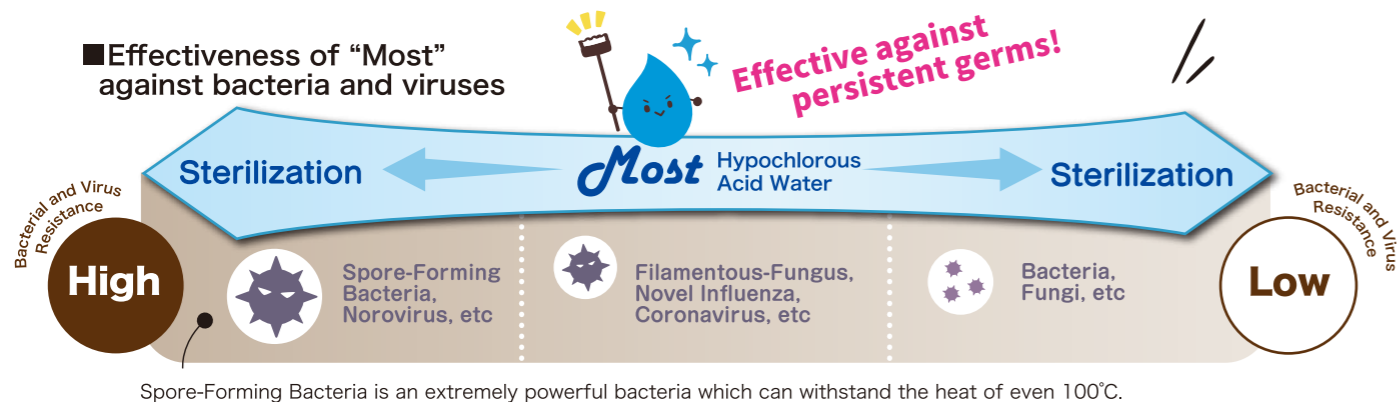 ■Effectiveness of “Most”
against bacteria and viruses
Effective against
persistent germs!
Sterilization
Most
Hypochlorous
Acid Water
Sterilization
Bacterial and Virus
Resistance
High
Spore-Forming
Bacteria,
Norovirus, etc
Filamentous-Fungus,
Novel Influenza,
Coronavirus, etc
Bacteria,
Fungi, etc
Bacterial and Virus
Resistance
Low
Spore-Forming Bacteria is an extremely powerful bacteria which can withstand the heat of even 100℃.